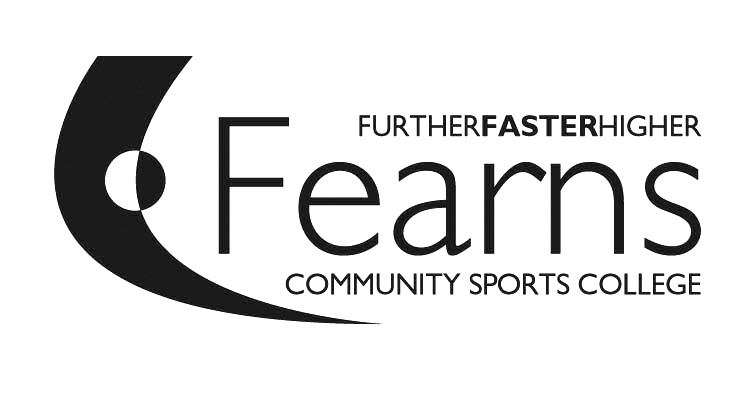 FURTHERFASTERHIGHER
Fearns
COMMUNITY SPORTS COLLEGE